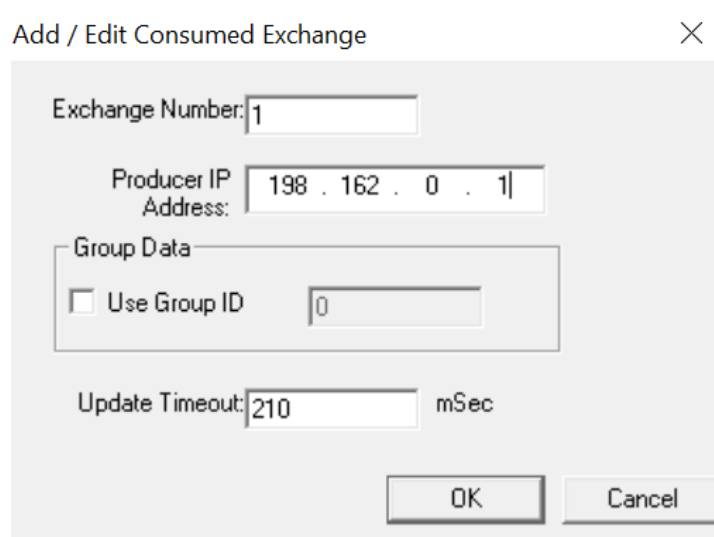 Add / Edit Consumed Exchange
Exchange Number: 1
Producer IP 198 . 162 . 0 . 1
Address:
Group Data
Use Group ID 0
Update Timeout: 210 mSec
OK Cancel